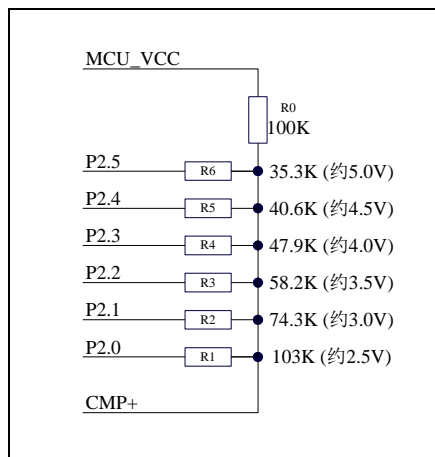 MCU_VCC
R0
100K
P2.5 R6 35.3K (约5.0V)
P2.4 R5 40.6K (约4.5V)
P2.3 R4 47.9K (约4.0V)
P2.2 R3 58.2K (约3.5V)
P2.1 R2 74.3K (约3.0V)
P2.0 R1 103K (约2.5V)
CMP+